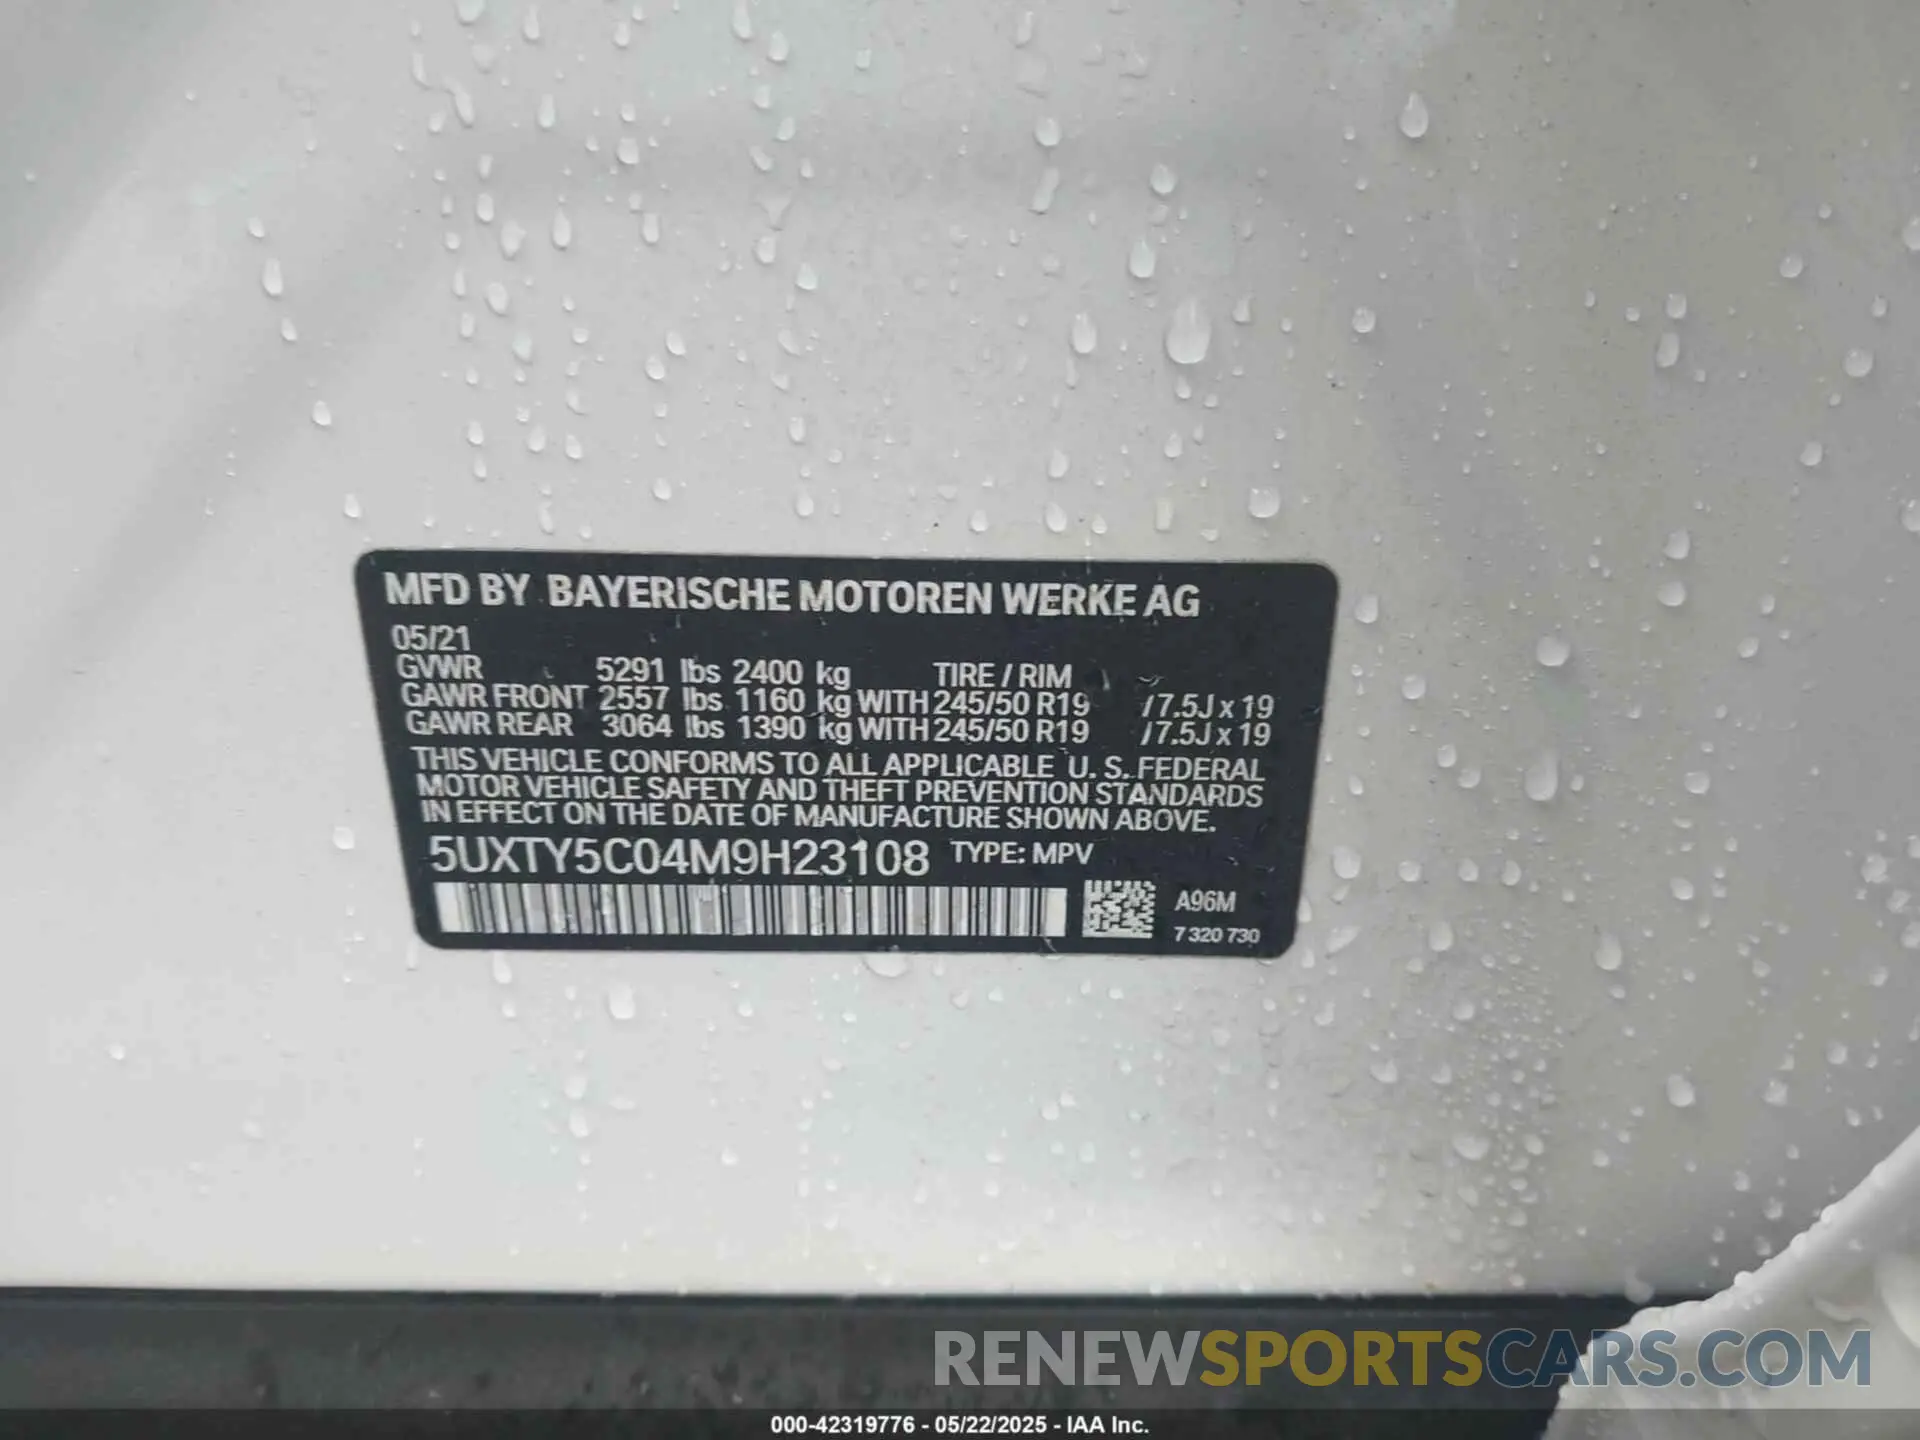 MFD BY BAYERISCHE MOTOREN WERKE AG
05/21
GVWR 5291 lbs 2400 kg TIRE / RIM
GAWR FRONT 2557 lbs 1160 kg WITH 245/50 R19 / 7.5J x 19
GAWR REAR 3064 lbs 1390 kg WITH 245/50 R19 / 7.5J x 19
THIS VEHICLE CONFORMS TO ALL APPLICABLE U. S. FEDERAL
MOTOR VEHICLE SAFETY AND THEFT PREVENTION STANDARDS
IN EFFECT ON THE DATE OF MANUFACTURE SHOWN ABOVE.
5UXTY5C04M9H23108 TYPE: MPV
A96M
7 320 730
RENEWSPORTSCARS.COM
000-42319776 - 05/22/2025 - IAA Inc.